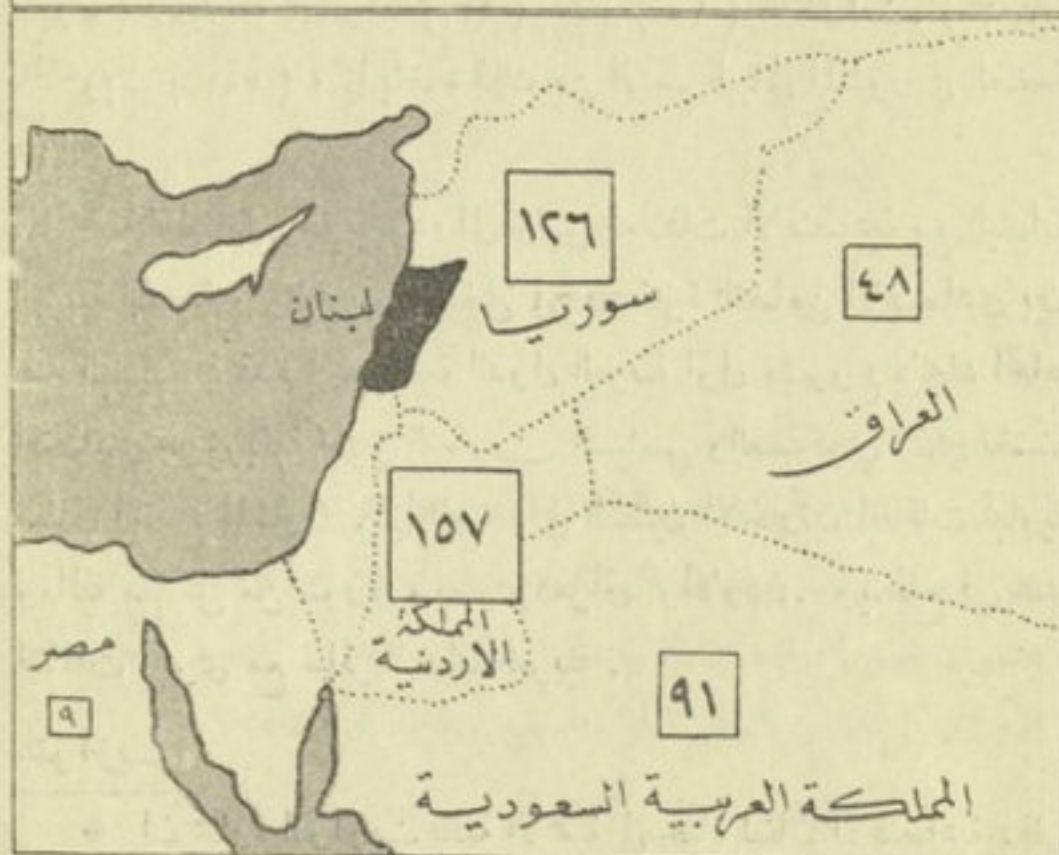 ١٢٦
سوريا
لبنان
٤٨
العراق
١٥٧
المملكة
الاردنية
مصر
٩
٩١
المملكة العربية السعودية